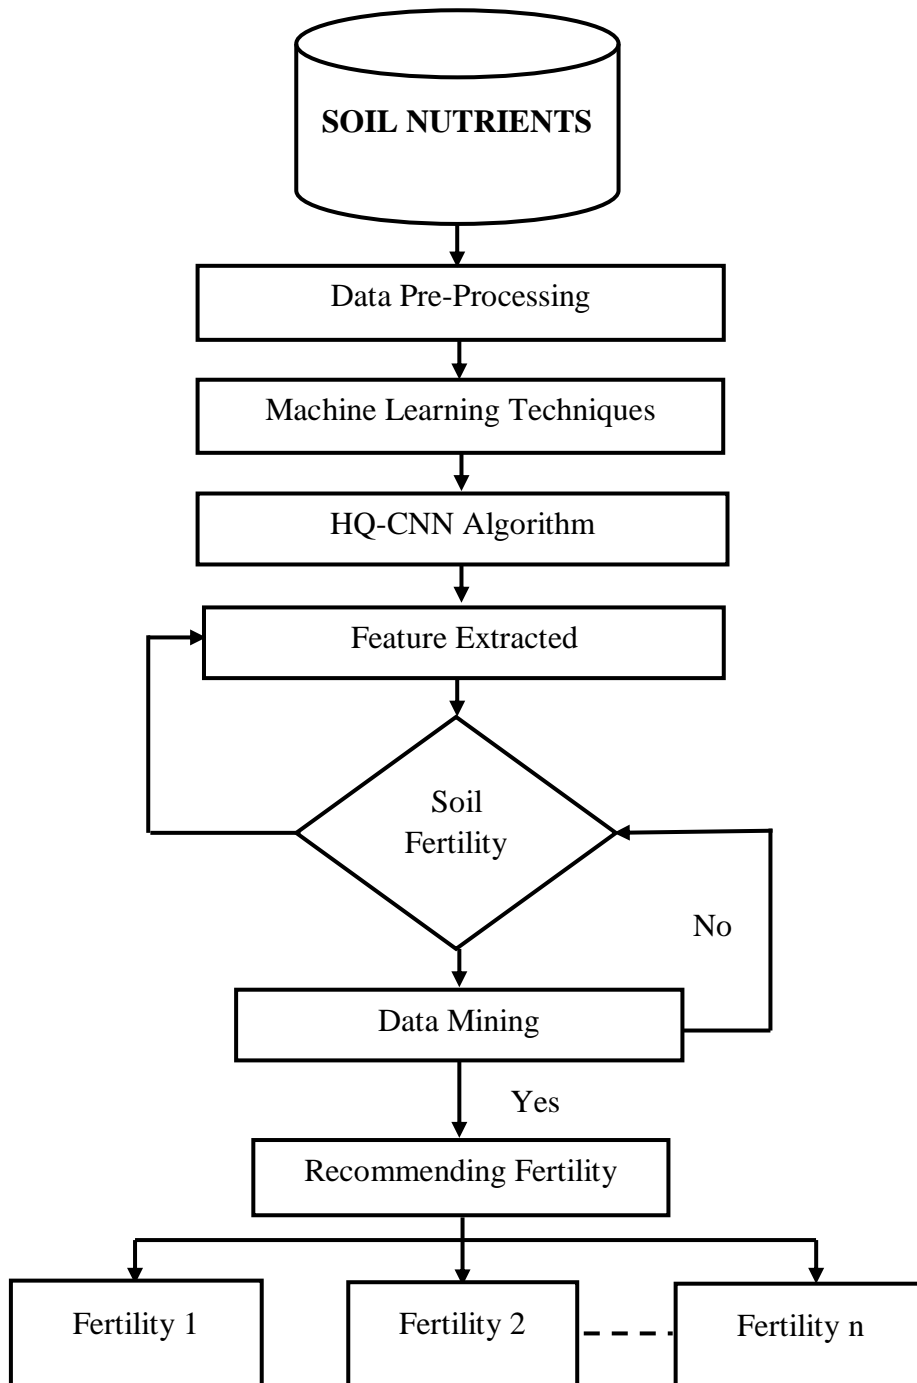 SOIL NUTRIENTS
Data Pre-Processing
Machine Learning Techniques
HQ-CNN Algorithm
Feature Extracted
Soil
Fertility
No
Data Mining
Yes
Recommending Fertility
Fertility 1
Fertility 2
Fertility n